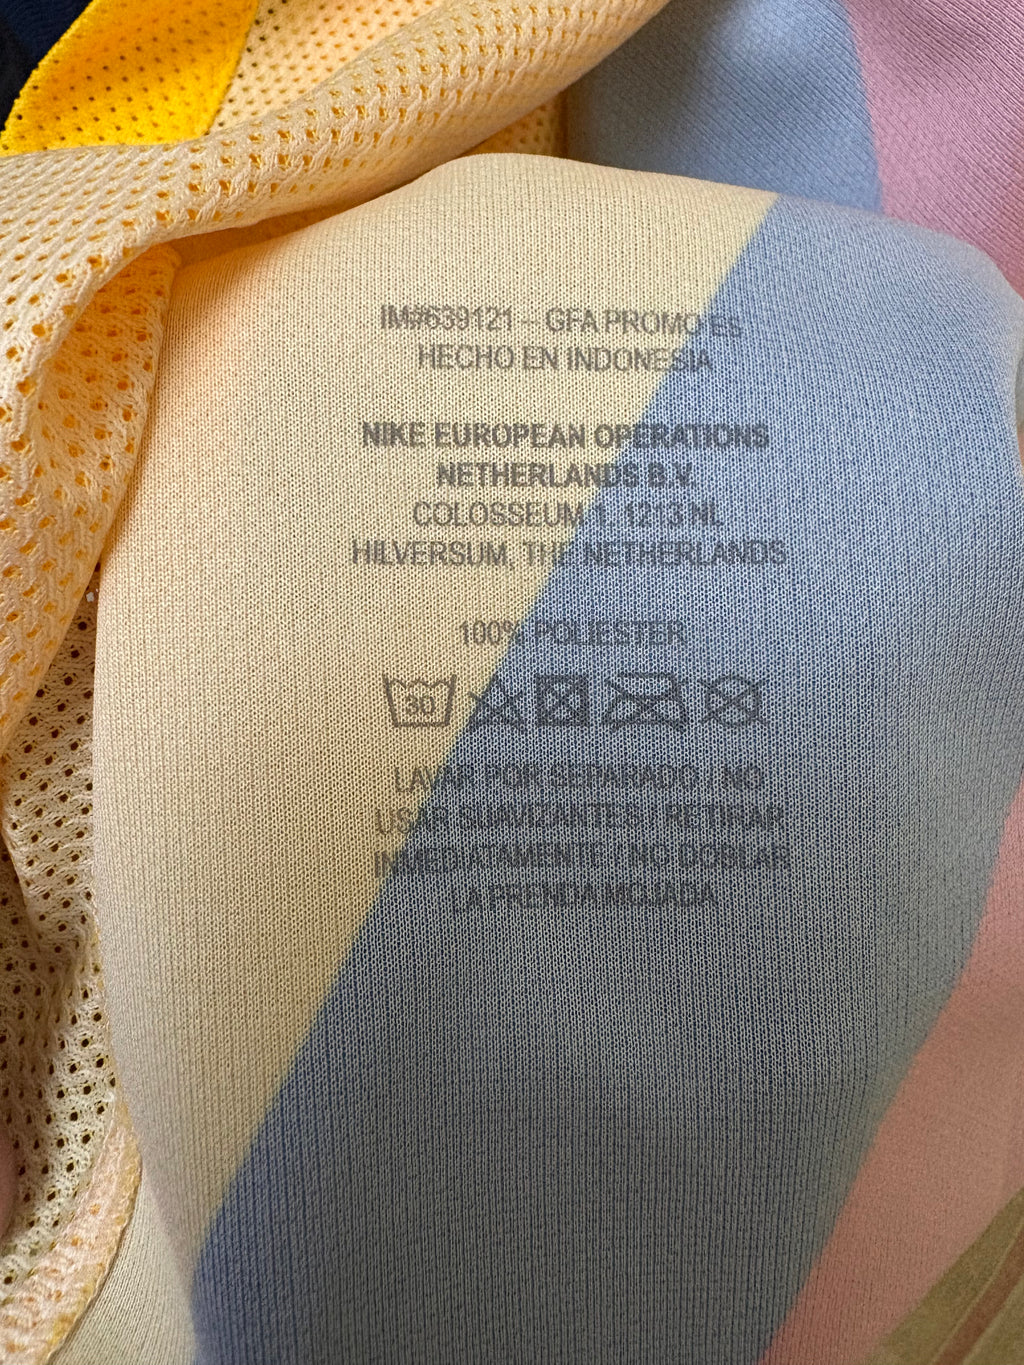 IM#639121 – GFA PROMO ES
HECHO EN INDONESIA
NIKE EUROPEAN OPERATIONS
NETHERLANDS B.V.
COLOSSEUM 1, 1213 NL
HILVERSUM, THE NETHERLANDS
100% POLIESTER
30
LAVAR POR SEPARADO / NO
USAR SUAVIZANTES / RETIRAR
INMEDIATAMENTE / NO DOBLAR
LA PRENDA MOJADA